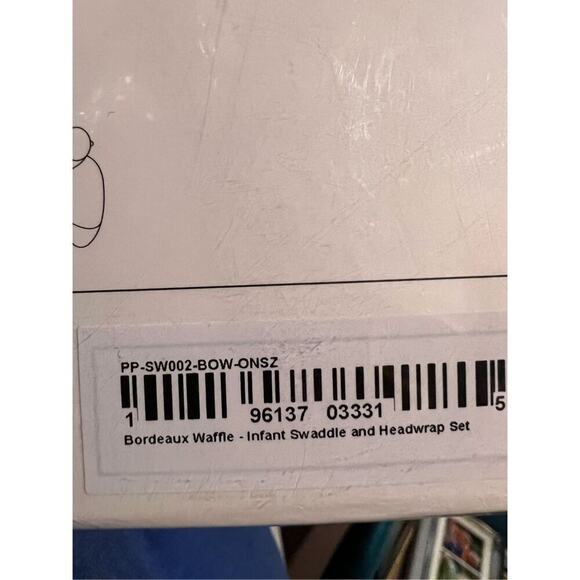 PP-SW002-BOW-ONSZ
1 96137 03331 5
Bordeaux Waffle - Infant Swaddle and Headwrap Set